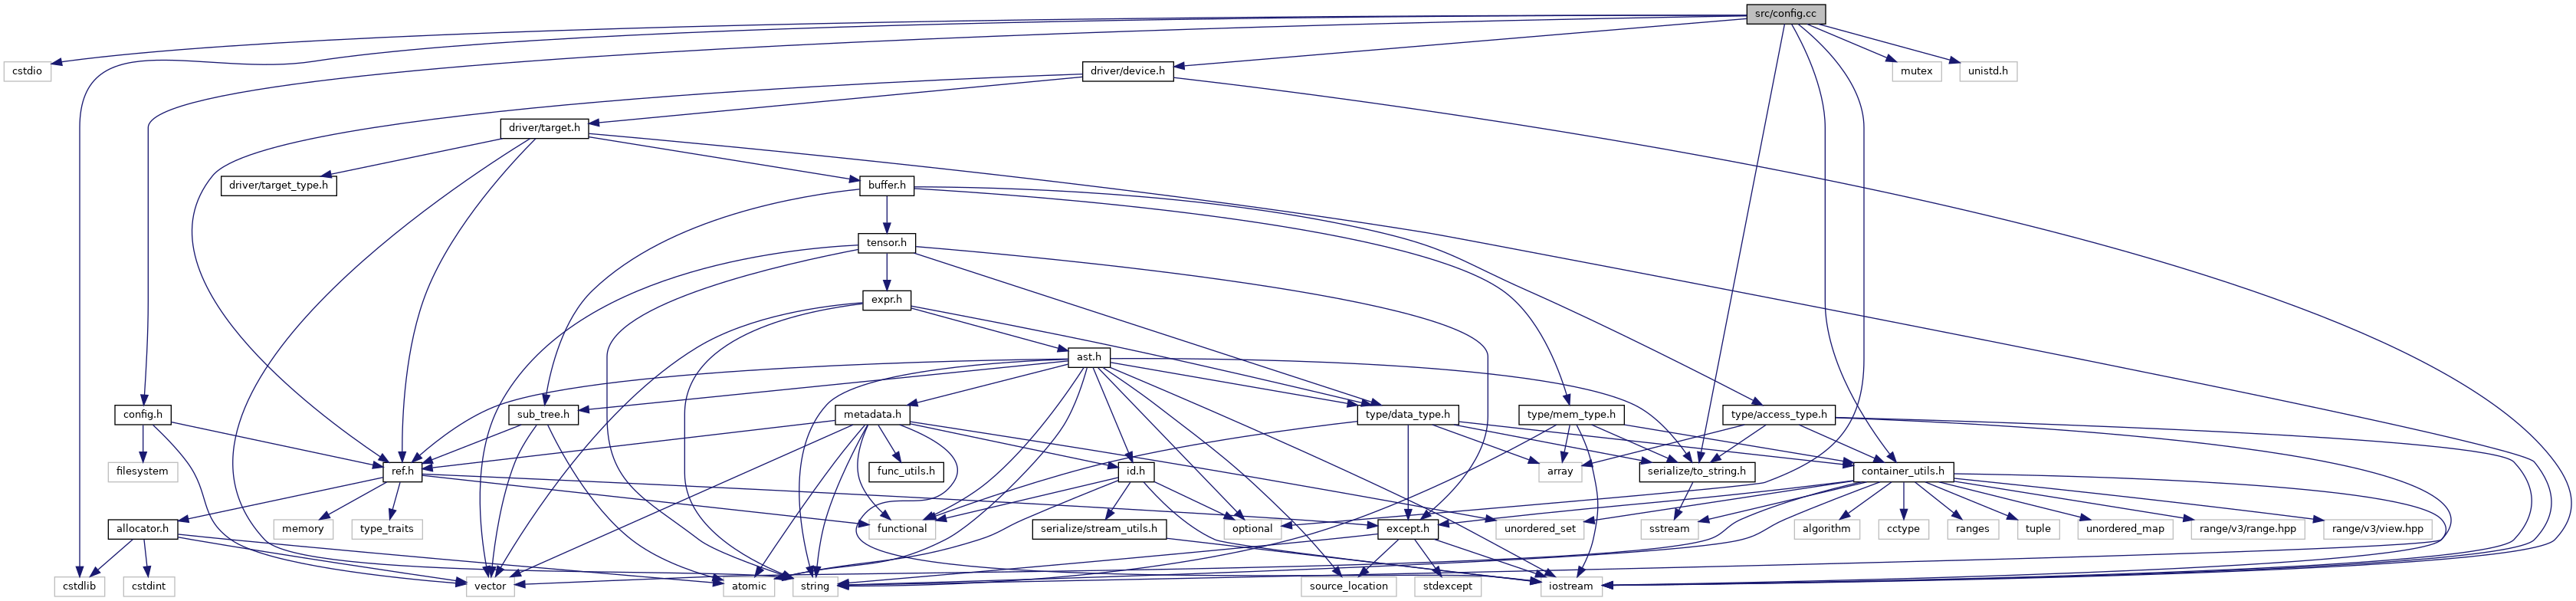 src/config.cc
cstdio
driver/device.h
mutex
unistd.h
driver/target.h
driver/target_type.h
buffer.h
tensor.h
expr.h
ast.h
config.h
sub_tree.h
metadata.h
type/data_type.h
type/mem_type.h
type/access_type.h
filesystem
ref.h
func_utils.h
id.h
array
serialize/to_string.h
container_utils.h
allocator.h
memory
type_traits
functional
serialize/stream_utils.h
optional
except.h
unordered_set
sstream
algorithm
cctype
ranges
tuple
unordered_map
range/v3/range.hpp
range/v3/view.hpp
cstdlib
cstdint
vector
atomic
string
source_location
stdexcept
iostream